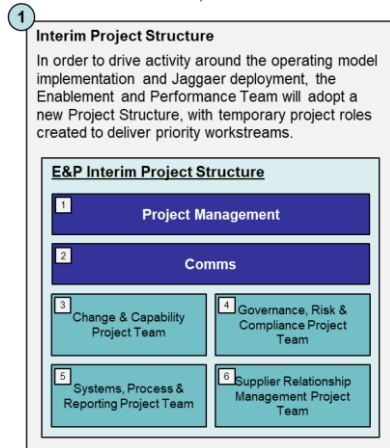 1
Interim Project Structure
In order to drive activity around the operating model
implementation and Jaggaer deployment, the
Enablement and Performance Team will adopt a
new Project Structure, with temporary project roles
created to deliver priority workstreams.
E&P Interim Project Structure
1
Project Management
2
Comms
3
Change & Capability
Project Team
4
Governance, Risk &
Compliance Project
Team
5
Systems, Process &
Reporting Project Team
6
Supplier Relationship
Management Project
Team